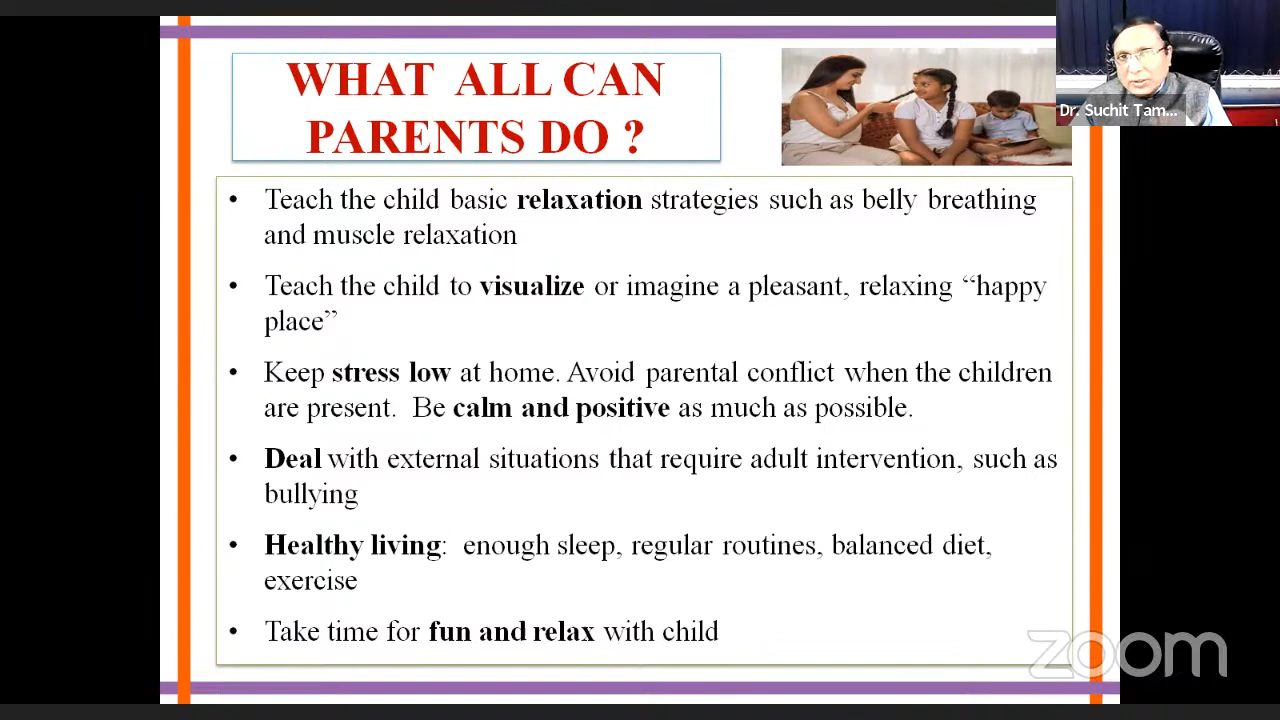 WHAT ALL CAN
PARENTS DO ?
Dr. Suchit Tam...
• Teach the child basic relaxation strategies such as belly breathing
and muscle relaxation
• Teach the child to visualize or imagine a pleasant, relaxing “happy
place”
• Keep stress low at home. Avoid parental conflict when the children
are present. Be calm and positive as much as possible.
• Deal with external situations that require adult intervention, such as
bullying
• Healthy living: enough sleep, regular routines, balanced diet,
exercise
• Take time for fun and relax with child
zoom